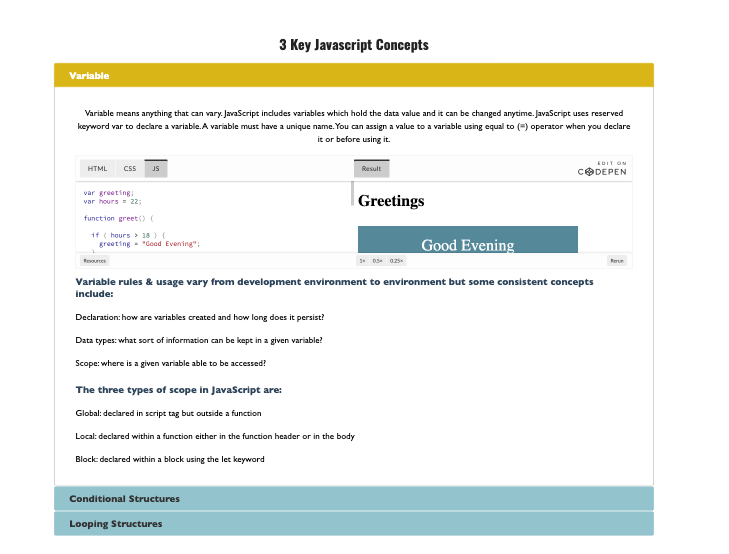 3 Key Javascript Concepts
Variable
Variable means anything that can vary. JavaScript includes variables which hold the data value and it can be changed anytime. JavaScript uses reserved
keyword var to declare a variable. A variable must have a unique name. You can assign a value to a variable using equal to (=) operator when you declare
it or before using it.
HTML CSS JS Result EDIT ON
CODEPEN
var greeting;
var hours = 22;
function greet() {
if ( hours > 18 ) {
greeting = "Good Evening";
}
Greetings
Good Evening
Resources 1× 0.5× 0.25× Rerun
Variable rules & usage vary from development environment to environment but some consistent concepts
include:
Declaration: how are variables created and how long does it persist?
Data types: what sort of information can be kept in a given variable?
Scope: where is a given variable able to be accessed?
The three types of scope in JavaScript are:
Global: declared in script tag but outside a function
Local: declared within a function either in the function header or in the body
Block: declared within a block using the let keyword
Conditional Structures
Looping Structures